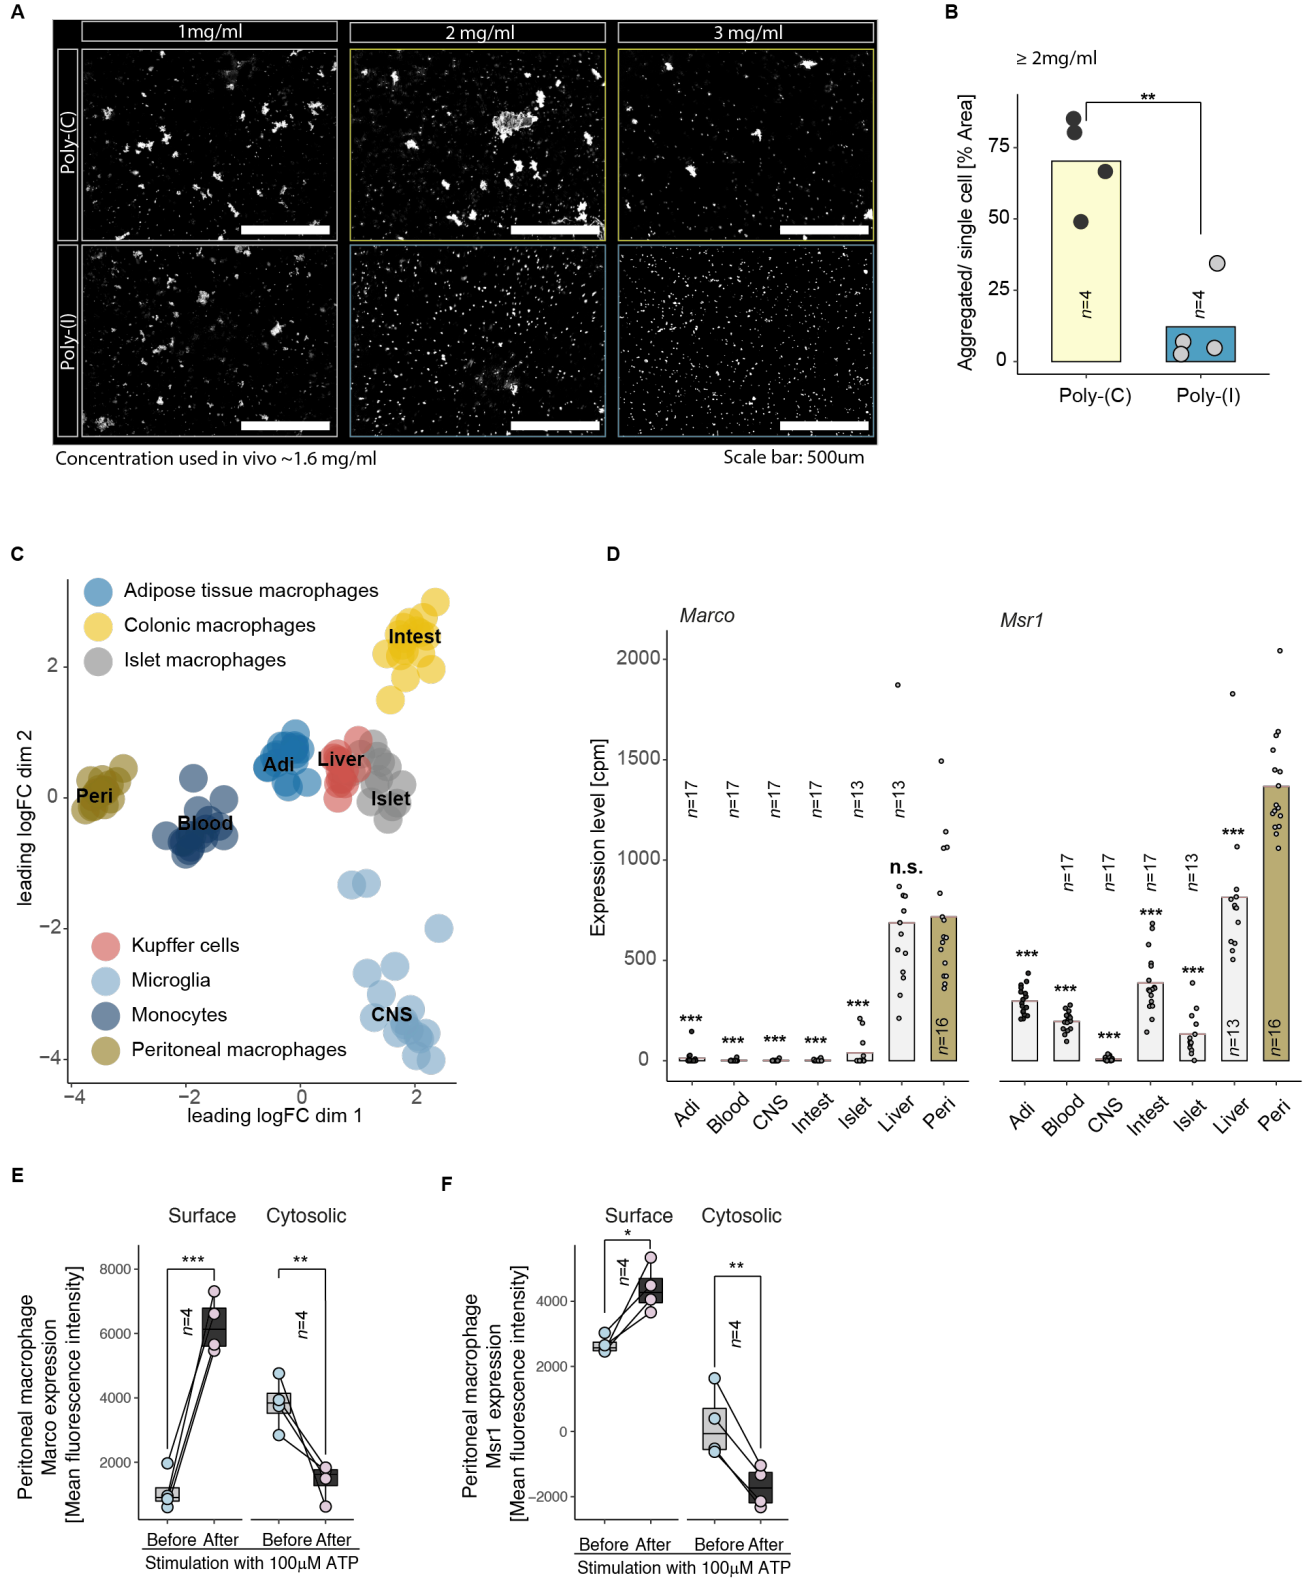 A
1mg/ml
2 mg/ml
3 mg/ml
Poly-(C)
Poly-(I)
Concentration used in vivo ~1.6 mg/ml
Scale bar: 500um
B
≥ 2mg/ml
Aggregated/ single cell [% Area]
75
50
25
0
**
n=4
n=4
Poly-(C)
Poly-(I)
C
Adipose tissue macrophages
Colonic macrophages
Islet macrophages
Intest
Adi
Liver
Islet
Peri
Blood
CNS
Kupffer cells
Microglia
Monocytes
Peritoneal macrophages
leading logFC dim 2
2
0
−2
−4
−4
−2
0
2
leading logFC dim 1
D
Marco
Msr1
Expression level [cpm]
2000
1500
1000
500
0
n=17
n=17
n=17
n=17
n=13
n=13
n=16
***
***
***
***
***
n.s.
Adi
Blood
CNS
Intest
Islet
Liver
Peri
n=17
n=17
n=17
n=13
n=13
n=16
***
***
***
***
***
***
Adi
Blood
CNS
Intest
Islet
Liver
Peri
E
Surface
Cytosolic
Peritoneal macrophage
Marco expression
[Mean fluorescence intensity]
8000
6000
4000
2000
***
n=4
**
n=4
Before After
Before After
Stimulation with 100µM ATP
F
Surface
Cytosolic
Peritoneal macrophage
Msr1 expression
[Mean fluorescence intensity]
4000
2000
0
−2000
*
n=4
**
n=4
Before After
Before After
Stimulation with 100µM ATP